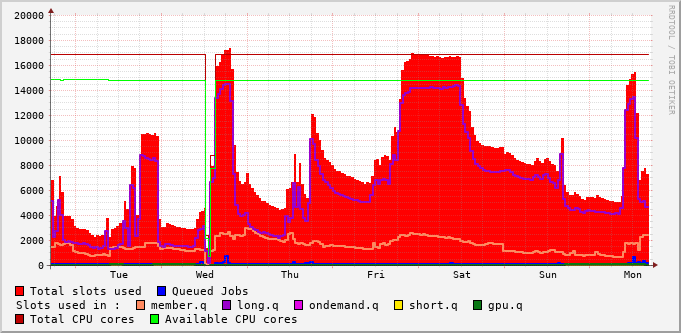 20000
18000
16000
14000
12000
10000
8000
6000
4000
2000
0
Tue Wed Thu Fri Sat Sun Mon
RRDTOOL / TOBI OETIKER
Total slots used Queued Jobs
Slots used in : member.q long.q ondemand.q short.q gpu.q
Total CPU cores Available CPU cores